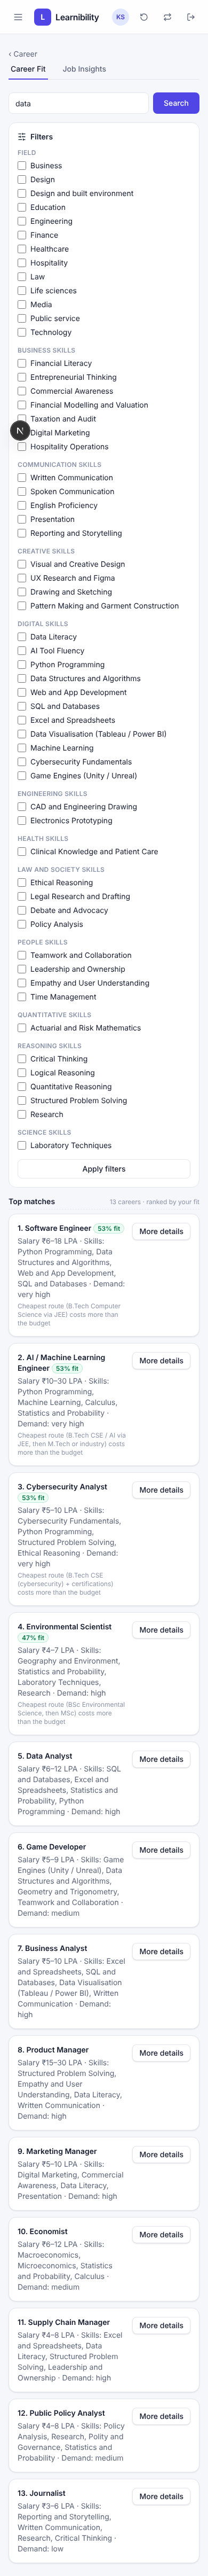 L Learnibility KS
‹ Career
Career Fit Job Insights
data Search
Filters
FIELD
Business
Design
Design and built environment
Education
Engineering
Finance
Healthcare
Hospitality
Law
Life sciences
Media
Public service
Technology
BUSINESS SKILLS
Financial Literacy
Entrepreneurial Thinking
Commercial Awareness
Financial Modelling and Valuation
Taxation and Audit
N Digital Marketing
Hospitality Operations
COMMUNICATION SKILLS
Written Communication
Spoken Communication
English Proficiency
Presentation
Reporting and Storytelling
CREATIVE SKILLS
Visual and Creative Design
UX Research and Figma
Drawing and Sketching
Pattern Making and Garment Construction
DIGITAL SKILLS
Data Literacy
AI Tool Fluency
Python Programming
Data Structures and Algorithms
Web and App Development
SQL and Databases
Excel and Spreadsheets
Data Visualisation (Tableau / Power BI)
Machine Learning
Cybersecurity Fundamentals
Game Engines (Unity / Unreal)
ENGINEERING SKILLS
CAD and Engineering Drawing
Electronics Prototyping
HEALTH SKILLS
Clinical Knowledge and Patient Care
LAW AND SOCIETY SKILLS
Ethical Reasoning
Legal Research and Drafting
Debate and Advocacy
Policy Analysis
PEOPLE SKILLS
Teamwork and Collaboration
Leadership and Ownership
Empathy and User Understanding
Time Management
QUANTITATIVE SKILLS
Actuarial and Risk Mathematics
REASONING SKILLS
Critical Thinking
Logical Reasoning
Quantitative Reasoning
Structured Problem Solving
Research
SCIENCE SKILLS
Laboratory Techniques
Apply filters
Top matches 13 careers · ranked by your fit
1. Software Engineer 53% fit More details
Salary ₹6–18 LPA · Skills:
Python Programming, Data
Structures and Algorithms,
Web and App Development,
SQL and Databases · Demand:
very high
Cheapest route (B.Tech Computer
Science via JEE) costs more than
the budget
2. AI / Machine Learning More details
Engineer 53% fit
Salary ₹10–30 LPA · Skills:
Python Programming,
Machine Learning, Calculus,
Statistics and Probability ·
Demand: very high
Cheapest route (B.Tech CSE / AI via
JEE, then M.Tech or industry) costs
more than the budget
3. Cybersecurity Analyst More details
53% fit
Salary ₹5–10 LPA · Skills:
Cybersecurity Fundamentals,
Python Programming,
Structured Problem Solving,
Ethical Reasoning · Demand:
very high
Cheapest route (B.Tech CSE
(cybersecurity) + certifications)
costs more than the budget
4. Environmental Scientist More details
47% fit
Salary ₹4–7 LPA · Skills:
Geography and Environment,
Statistics and Probability,
Laboratory Techniques,
Research · Demand: high
Cheapest route (BSc Environmental
Science, then MSc) costs more
than the budget
5. Data Analyst More details
Salary ₹6–12 LPA · Skills: SQL
and Databases, Excel and
Spreadsheets, Statistics and
Probability, Python
Programming · Demand: high
6. Game Developer More details
Salary ₹5–9 LPA · Skills: Game
Engines (Unity / Unreal), Data
Structures and Algorithms,
Geometry and Trigonometry,
Teamwork and Collaboration ·
Demand: medium
7. Business Analyst More details
Salary ₹5–10 LPA · Skills: Excel
and Spreadsheets, SQL and
Databases, Data Visualisation
(Tableau / Power BI), Written
Communication · Demand:
high
8. Product Manager More details
Salary ₹15–30 LPA · Skills:
Structured Problem Solving,
Empathy and User
Understanding, Data Literacy,
Written Communication ·
Demand: high
9. Marketing Manager More details
Salary ₹5–10 LPA · Skills:
Digital Marketing, Commercial
Awareness, Data Literacy,
Presentation · Demand: high
10. Economist More details
Salary ₹6–12 LPA · Skills:
Macroeconomics,
Microeconomics, Statistics
and Probability, Calculus ·
Demand: medium
11. Supply Chain Manager More details
Salary ₹4–8 LPA · Skills: Excel
and Spreadsheets, Data
Literacy, Structured Problem
Solving, Leadership and
Ownership · Demand: high
12. Public Policy Analyst More details
Salary ₹4–8 LPA · Skills: Policy
Analysis, Research, Polity and
Governance, Statistics and
Probability · Demand: medium
13. Journalist More details
Salary ₹3–6 LPA · Skills:
Reporting and Storytelling,
Written Communication,
Research, Critical Thinking ·
Demand: low